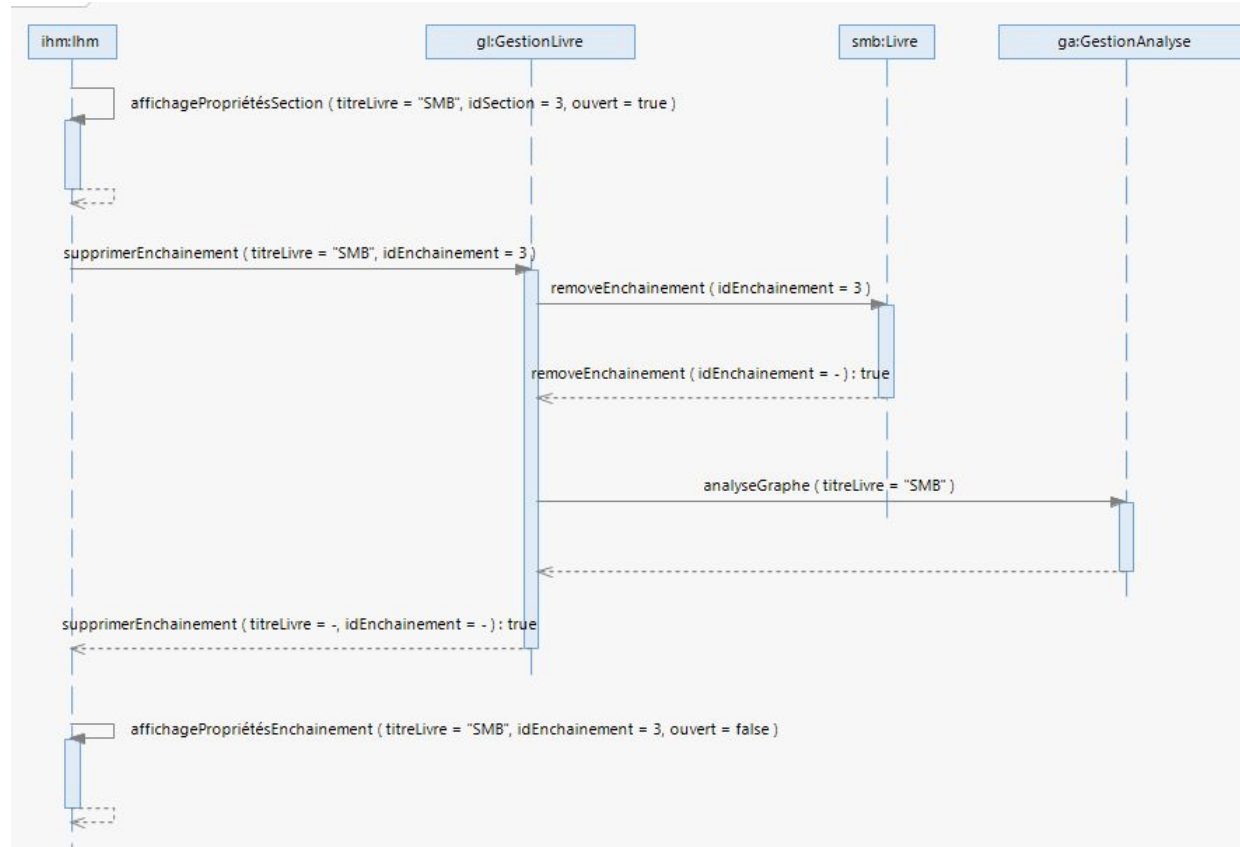 ihm:Ihm
gl:GestionLivre
smb:Livre
ga:GestionAnalyse
affichagePropriétésSection ( titreLivre = "SMB", idSection = 3, ouvert = true )
supprimerEnchainement ( titreLivre = "SMB", idEnchainement = 3 )
removeEnchainement ( idEnchainement = 3 )
removeEnchainement ( idEnchainement = - ) : true
analyseGraphe ( titreLivre = "SMB" )
supprimerEnchainement ( titreLivre = -, idEnchainement = - ) : true
affichagePropriétésEnchainement ( titreLivre = "SMB", idEnchainement = 3, ouvert = false )